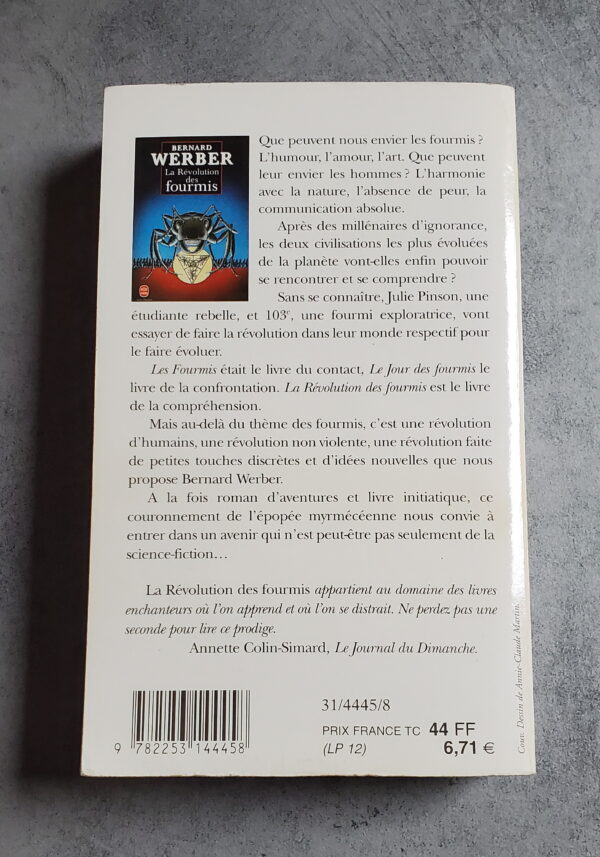 BERNARD
WERBER
La Révolution
des
fourmis
Que peuvent nous envier les fourmis ?
L'humour, l'amour, l'art. Que peuvent
leur envier les hommes ? L'harmonie
avec la nature, l'absence de peur, la
communication absolue.
Après des millénaires d'ignorance,
les deux civilisations les plus évoluées
de la planète vont-elles enfin pouvoir
se rencontrer et se comprendre ?
Sans se connaître, Julie Pinson, une
étudiante rebelle, et 103e, une fourmi exploratrice, vont
essayer de faire la révolution dans leur monde respectif pour
le faire évoluer.
Les Fourmis était le livre du contact, Le Jour des fourmis le
livre de la confrontation. La Révolution des fourmis est le livre
de la compréhension.
Mais au-delà du thème des fourmis, c'est une révolution
d'humains, une révolution non violente, une révolution faite
de petites touches discrètes et d'idées nouvelles que nous
propose Bernard Werber.
A la fois roman d'aventures et livre initiatique, ce
couronnement de l'épopée myrmécéenne nous convie à
entrer dans un avenir qui n'est peut-être pas seulement de la
science-fiction…
La Révolution des fourmis appartient au domaine des livres
enchanteurs où l'on apprend et où l'on se distrait. Ne perdez pas une
seconde pour lire ce prodige.
Annette Colin-Simard, Le Journal du Dimanche.
Couv. Dessin de Annie-Claude Martin.
31/4445/8
PRIX FRANCE TC 44 FF
(LP 12) 6,71 €
9 782253 144458